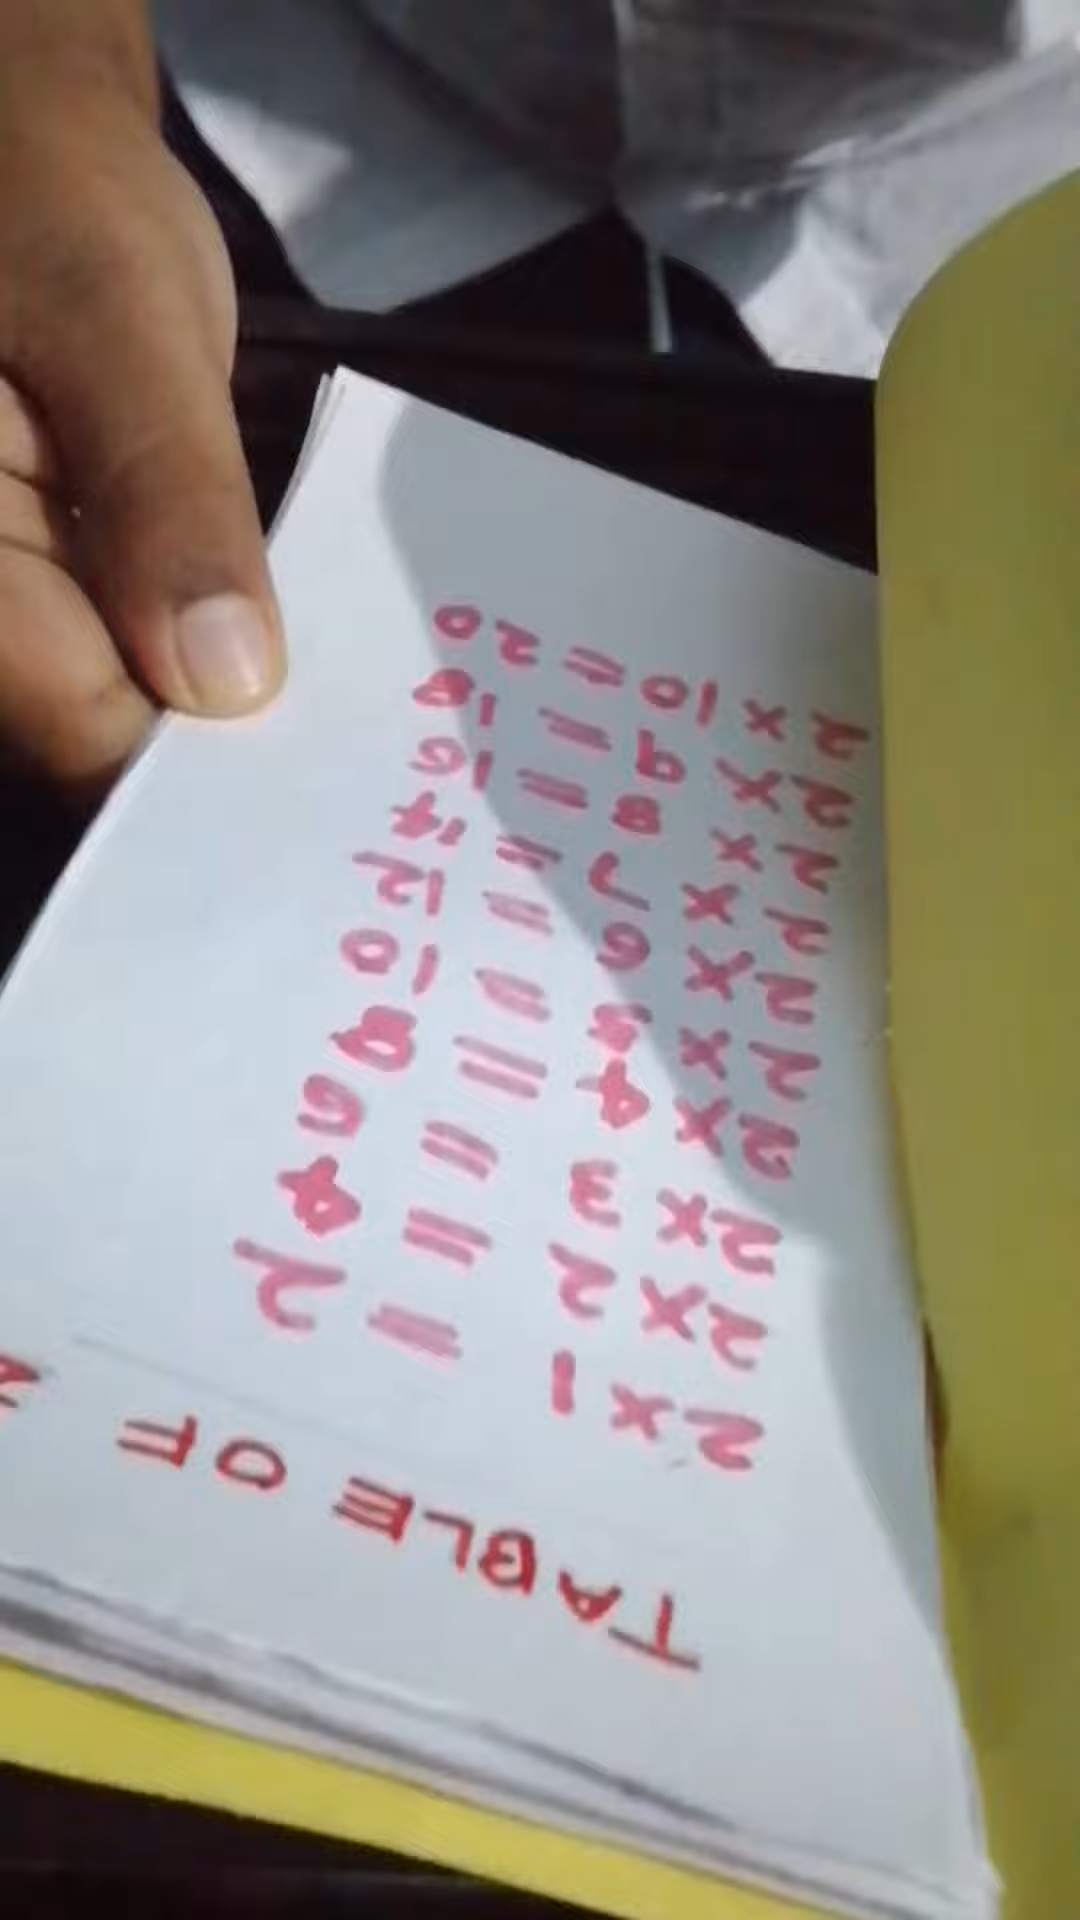 TABLE OF 2
2 x 1 = 2
2 x 2 = 4
2 x 3 = 6
2 x 4 = 8
2 x 5 = 10
2 x 6 = 12
2 x 7 = 14
2 x 8 = 16
2 x 9 = 18
2 x 10 = 20